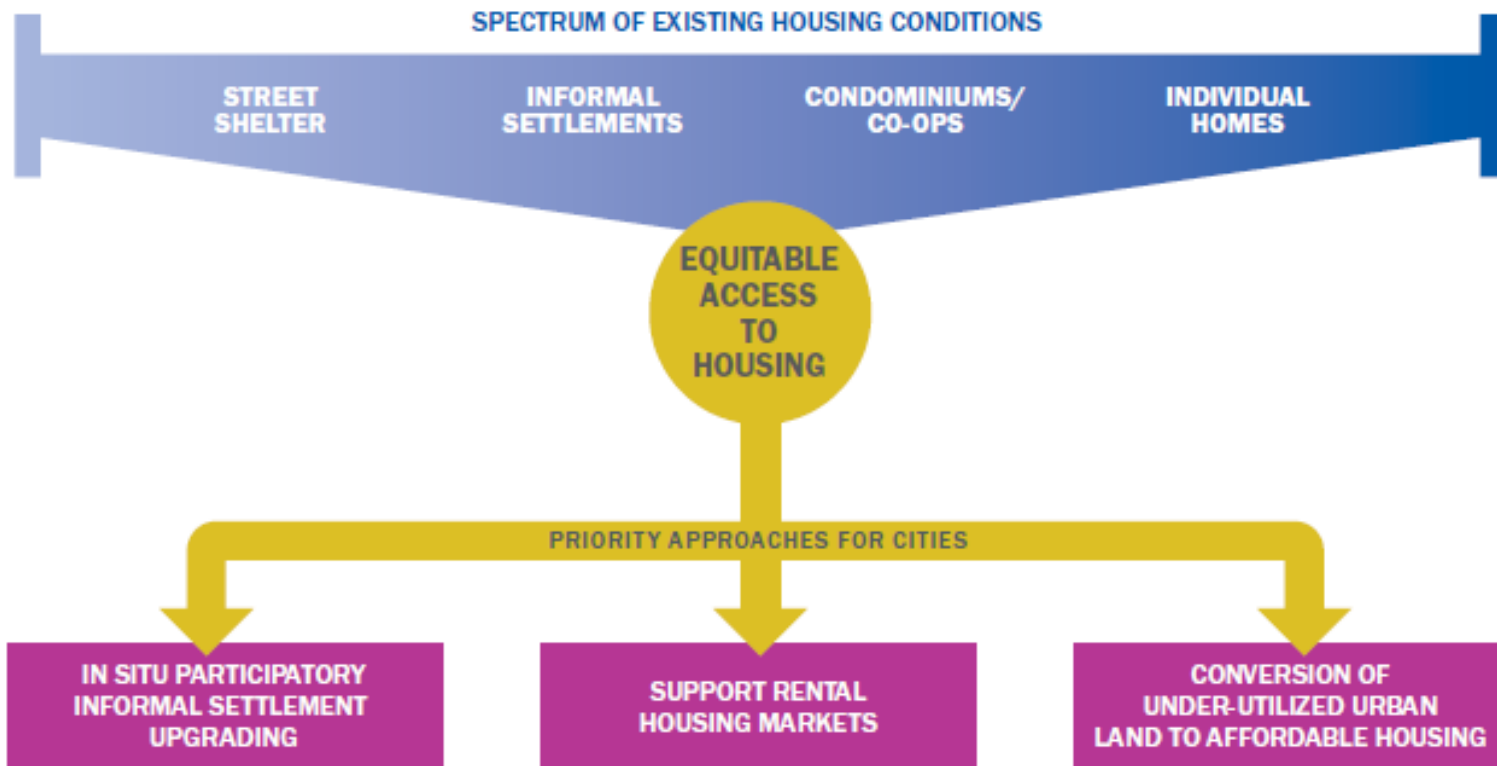 SPECTRUM OF EXISTING HOUSING CONDITIONS
STREET
SHELTER
INFORMAL
SETTLEMENTS
CONDOMINIUMS/
CO-OPS
INDIVIDUAL
HOMES
EQUITABLE
ACCESS
TO
HOUSING
PRIORITY APPROACHES FOR CITIES
IN SITU PARTICIPATORY
INFORMAL SETTLEMENT
UPGRADING
SUPPORT RENTAL
HOUSING MARKETS
CONVERSION OF
UNDER-UTILIZED URBAN
LAND TO AFFORDABLE HOUSING